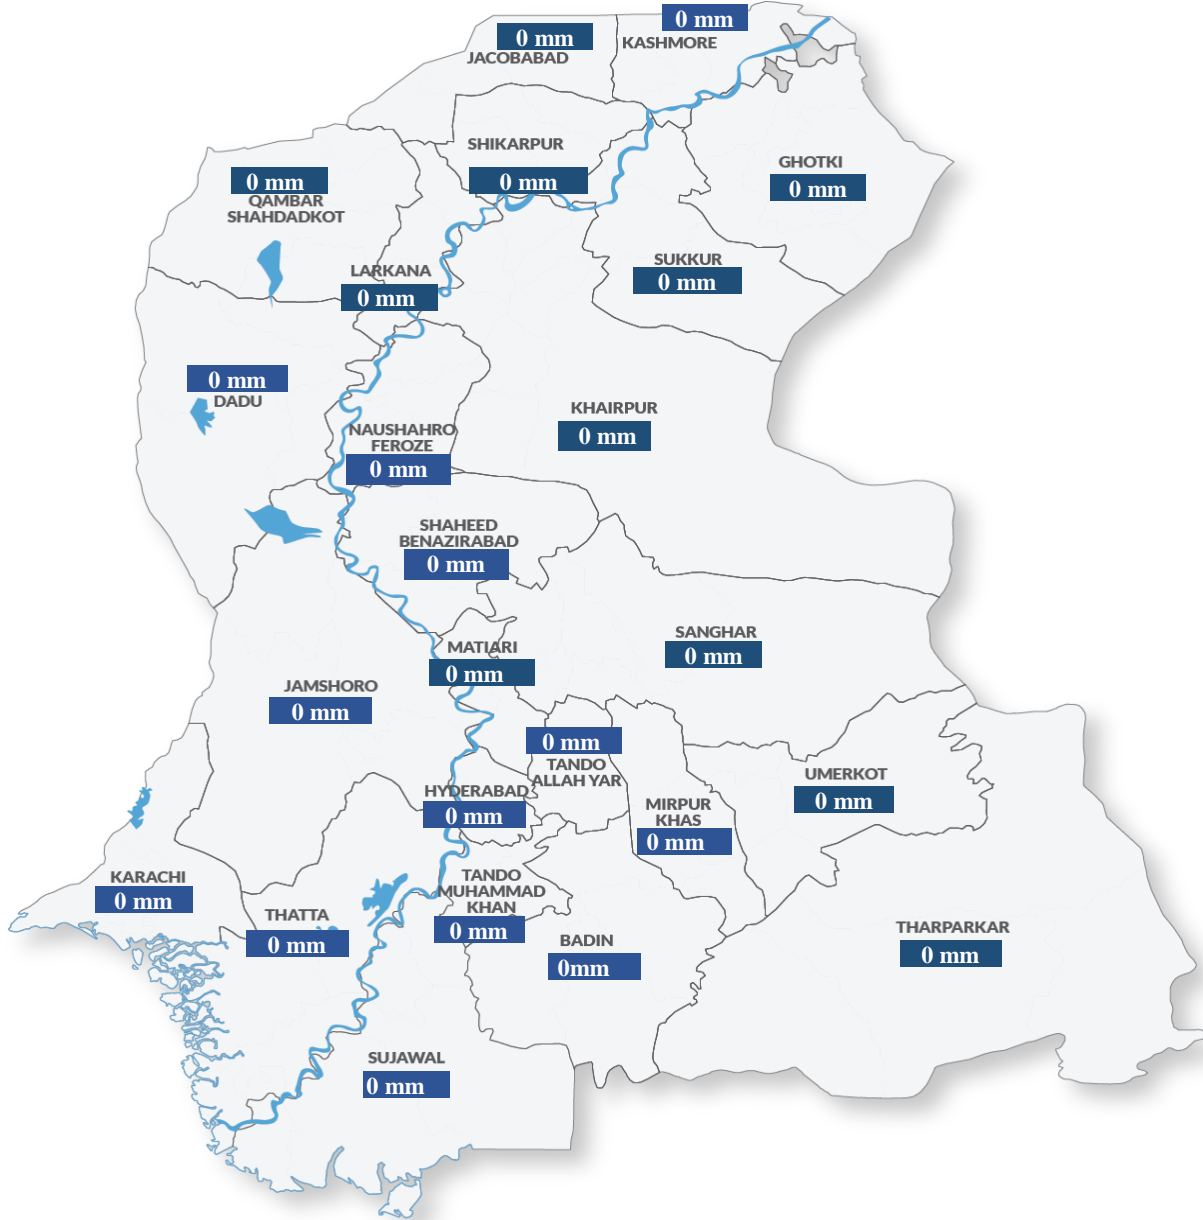 0 mm
KASHMORE
0 mm
JACOBABAD
SHIKARPUR
0 mm
GHOTKI
0 mm
0 mm
QAMBAR
SHAHDADKOT
SUKKUR
0 mm
LARKANA
0 mm
0 mm
DADU
KHAIRPUR
0 mm
NAUSHAHRO
FEROZE
0 mm
SHAHEED
BENAZIRABAD
0 mm
SANGHAR
0 mm
MATIARI
0 mm
JAMSHORO
0 mm
0 mm
TANDO
ALLAH YAR
UMERKOT
0 mm
HYDERABAD
0 mm
MIRPUR
KHAS
0 mm
KARACHI
0 mm
TANDO
MUHAMMAD
KHAN
0 mm
THATTA
0 mm
BADIN
0mm
THARPARKAR
0 mm
SUJAWAL
0 mm